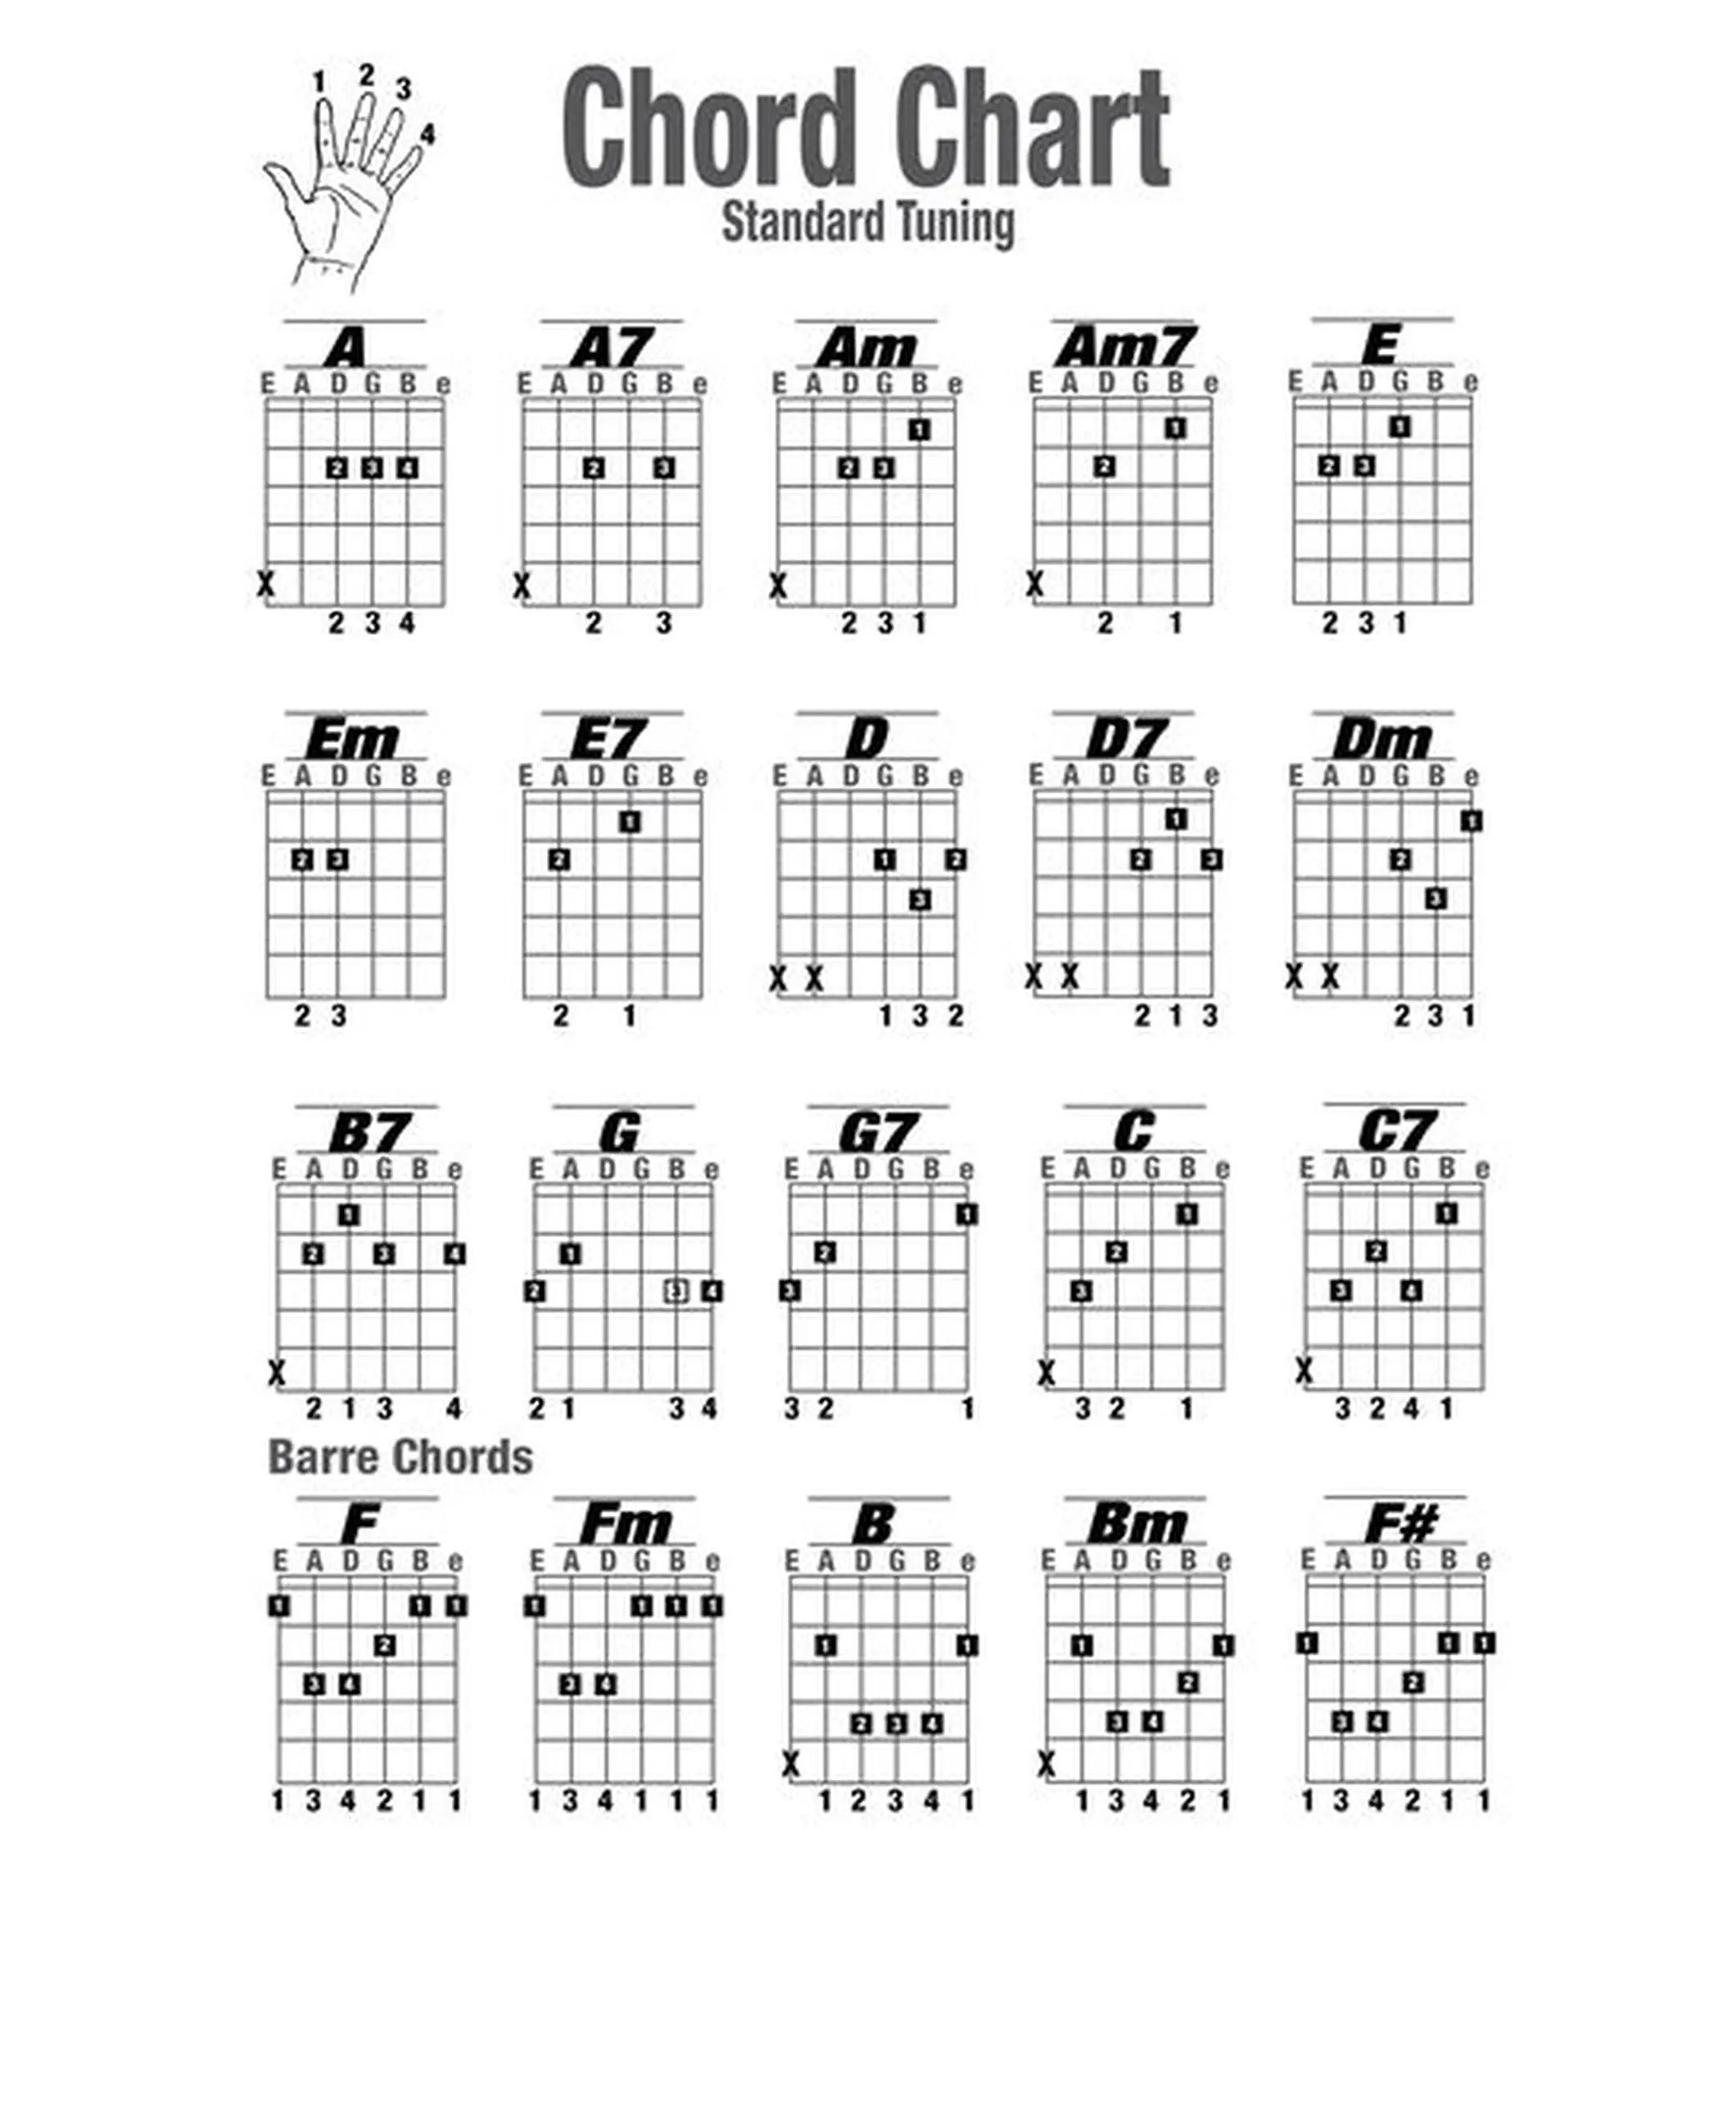 1 2 3 4
Chord Chart
Standard Tuning
A A7 Am Am7 E
E A D G B e E A D G B e E A D G B e E A D G B e E A D G B e
1 1 1
2 3 4 2 3 2 3 2 2 3
X X X X
2 3 4 2 3 2 3 1 2 1 2 3 1
Em E7 D D7 Dm
E A D G B e E A D G B e E A D G B e E A D G B e E A D G B e
1 1 1
2 3 2 1 2 2 3 2
3 3
X X X X X X
2 3 2 1 1 3 2 2 1 3 2 3 1
B7 G G7 C C7
E A D G B e E A D G B e E A D G B e E A D G B e E A D G B e
1 1 1 1
2 3 4 1 2 2 2
2 3 4 3 3 3 4
X X X
2 1 3 4 2 1 3 4 3 2 1 3 2 1 3 2 4 1
Barre Chords
F Fm B Bm F#
E A D G B e E A D G B e E A D G B e E A D G B e E A D G B e
1 1 1 1 1 1 1
2 1 1 1 1 1 1 1
3 4 3 4 2 2
2 3 4 3 4 3 4
X X
1 3 4 2 1 1 1 3 4 1 1 1 1 2 3 4 1 1 3 4 2 1 1 3 4 2 1 1